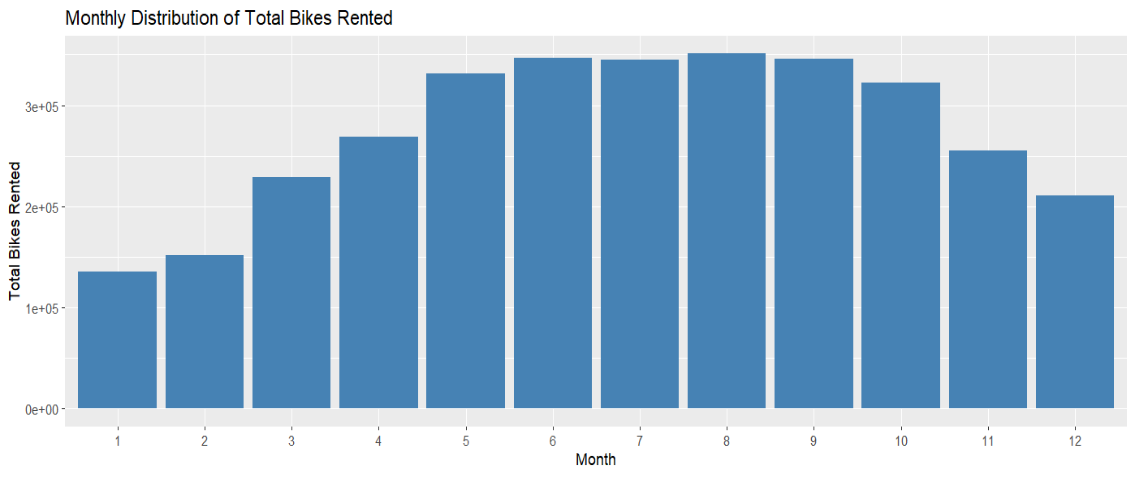 Monthly Distribution of Total Bikes Rented
Total Bikes Rented
3e+05
2e+05
1e+05
0e+00
1 2 3 4 5 6 7 8 9 10 11 12
Month